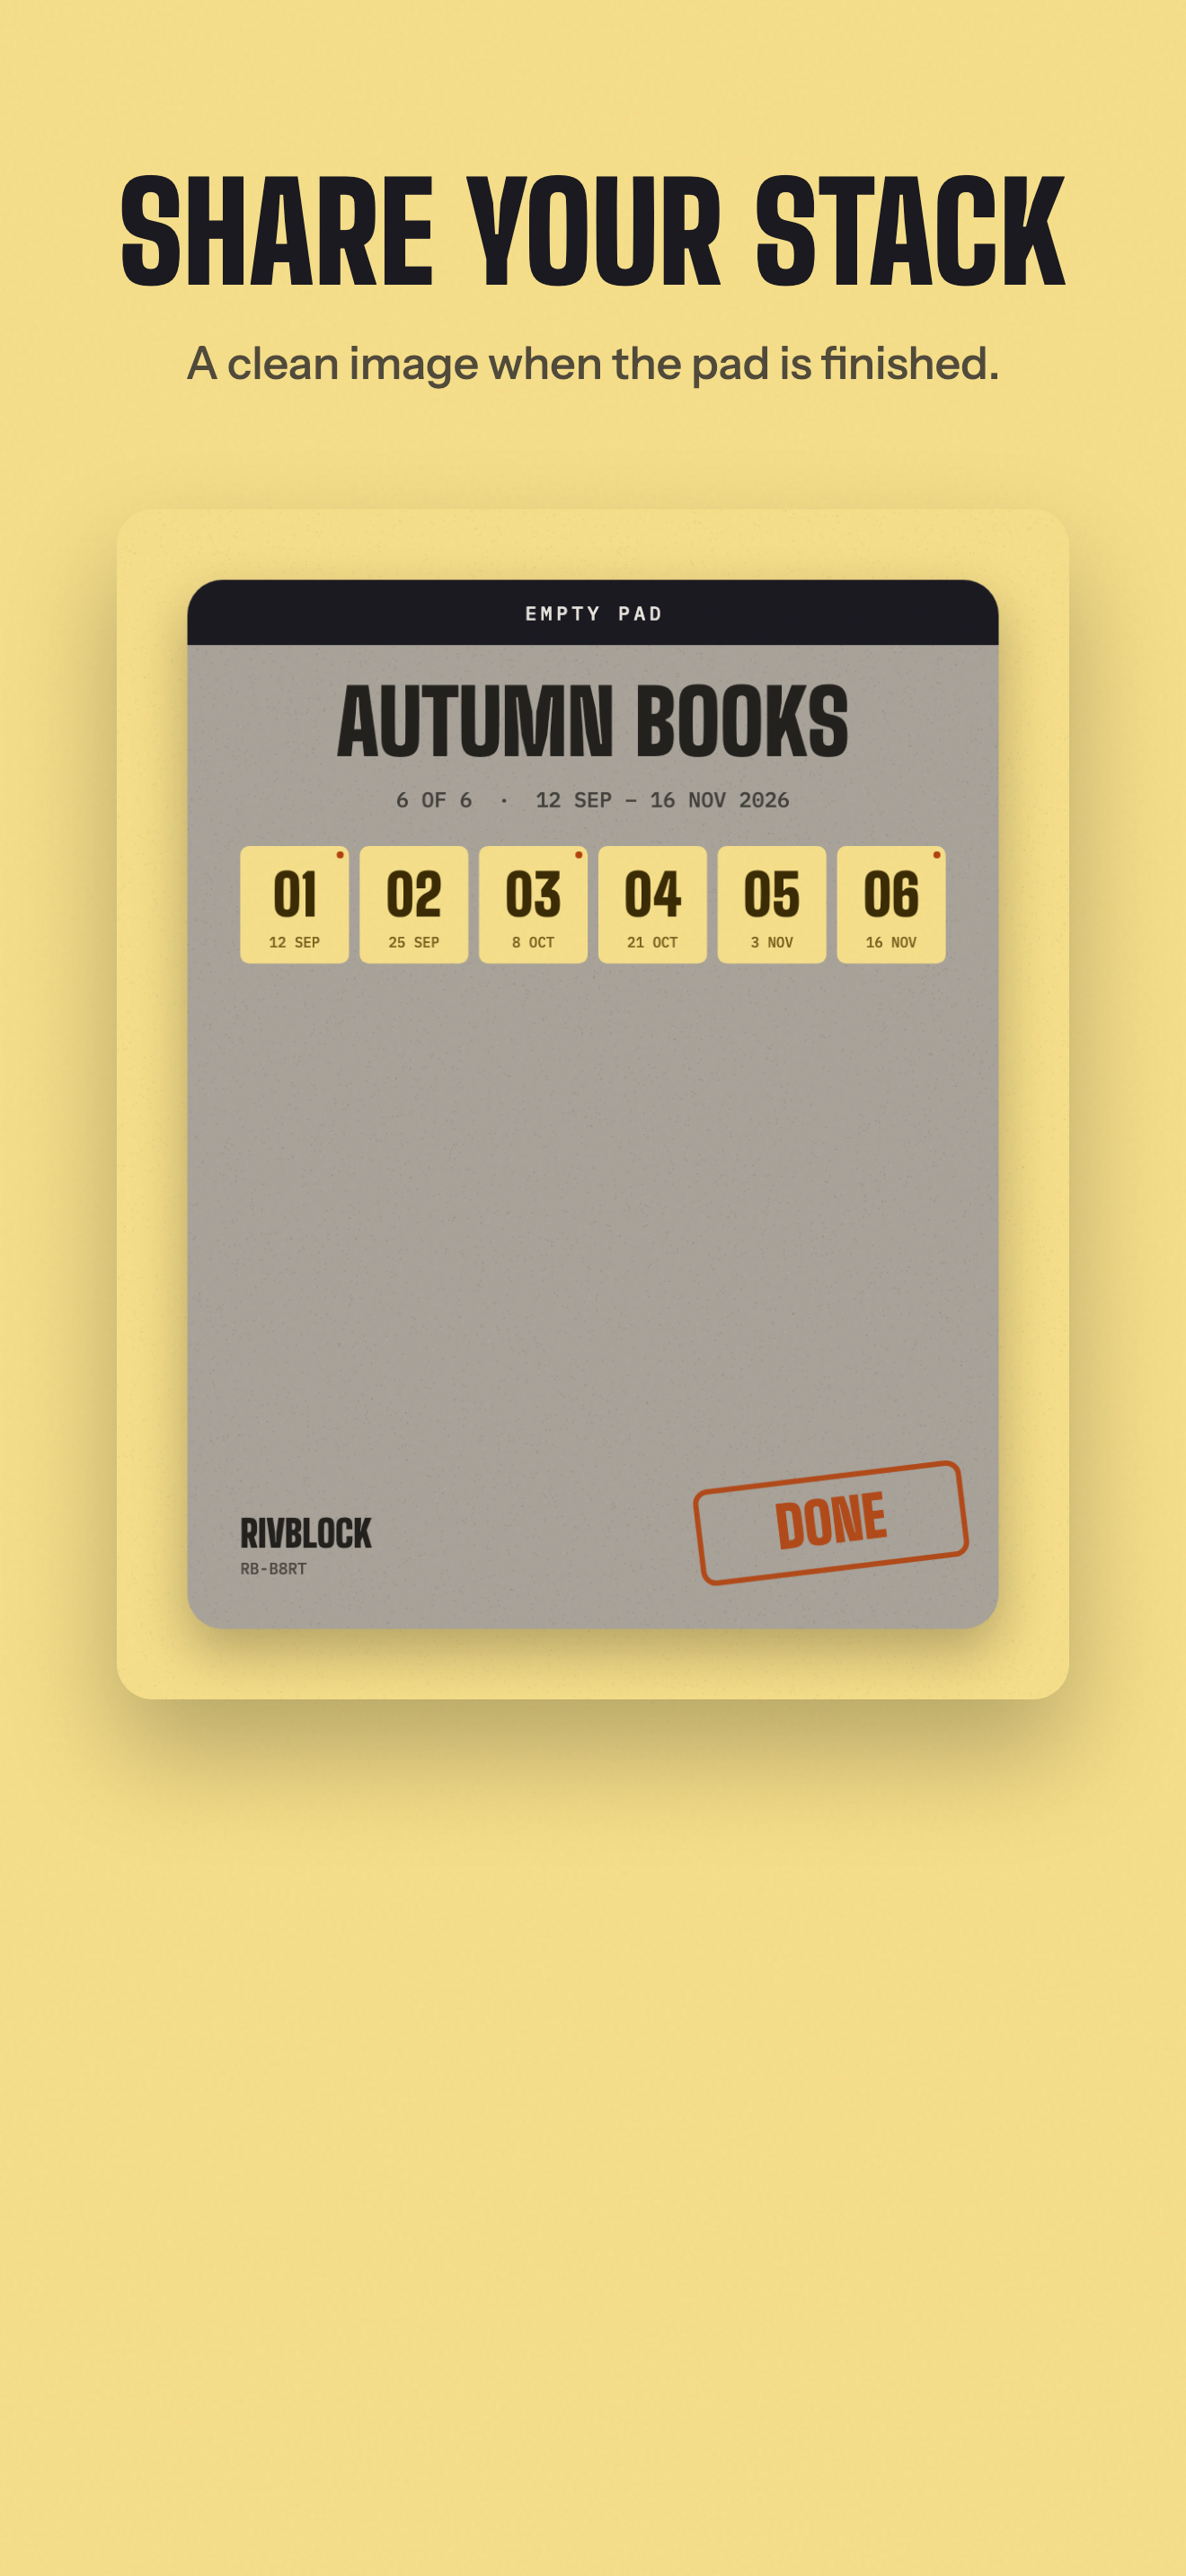 SHARE YOUR STACK
A clean image when the pad is finished.
EMPTY PAD
AUTUMN BOOKS
6 OF 6 · 12 SEP – 16 NOV 2026
01 02 03 04 05 06
12 SEP 25 SEP 8 OCT 21 OCT 3 NOV 16 NOV
DONE
RIVBLOCK
RB-B8RT